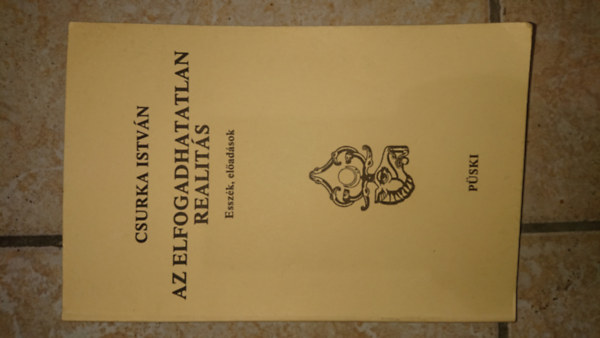 CSURKA ISTVÁN
AZ ELFOGADHATATLAN
REALITÁS
Esszék, előadások
PÜSKI